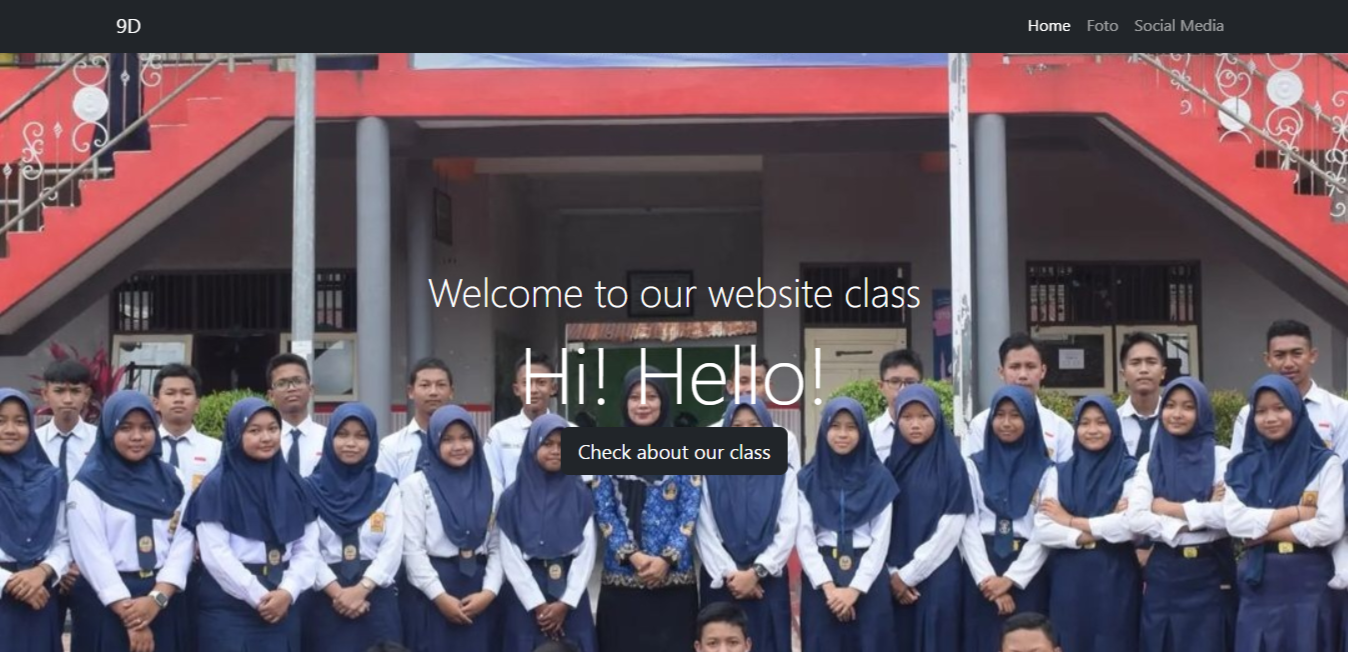 9D
Home Foto Social Media
Welcome to our website class
Hi! Hello!
Check about our class